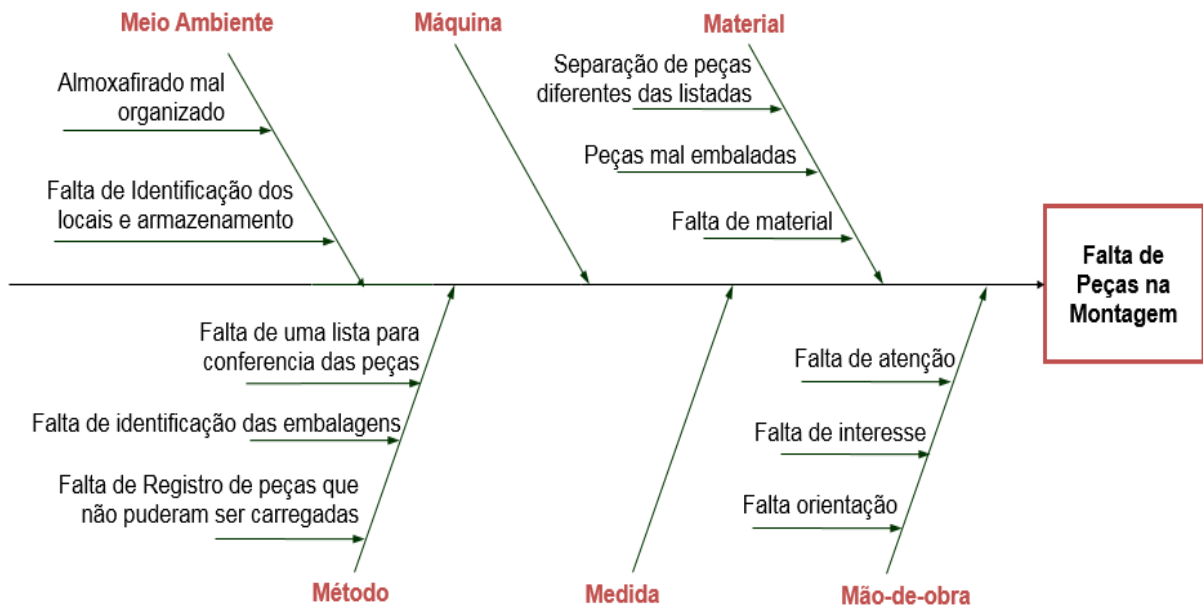 Meio Ambiente
Máquina
Material
Almoxafirado mal
organizado
Falta de Identificação dos
locais e armazenamento
Separação de peças
diferentes das listadas
Peças mal embaladas
Falta de material
Falta de
Peças na
Montagem
Falta de uma lista para
conferencia das peças
Falta de identificação das embalagens
Falta de Registro de peças que
não puderam ser carregadas
Falta de atenção
Falta de interesse
Falta orientação
Método
Medida
Mão-de-obra